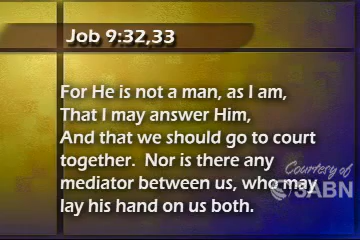 Job 9:32,33
For He is not a man, as I am,
That I may answer Him,
And that we should go to court
together. Nor is there any
mediator between us, who may
lay his hand on us both.
Courtesy of
3ABN